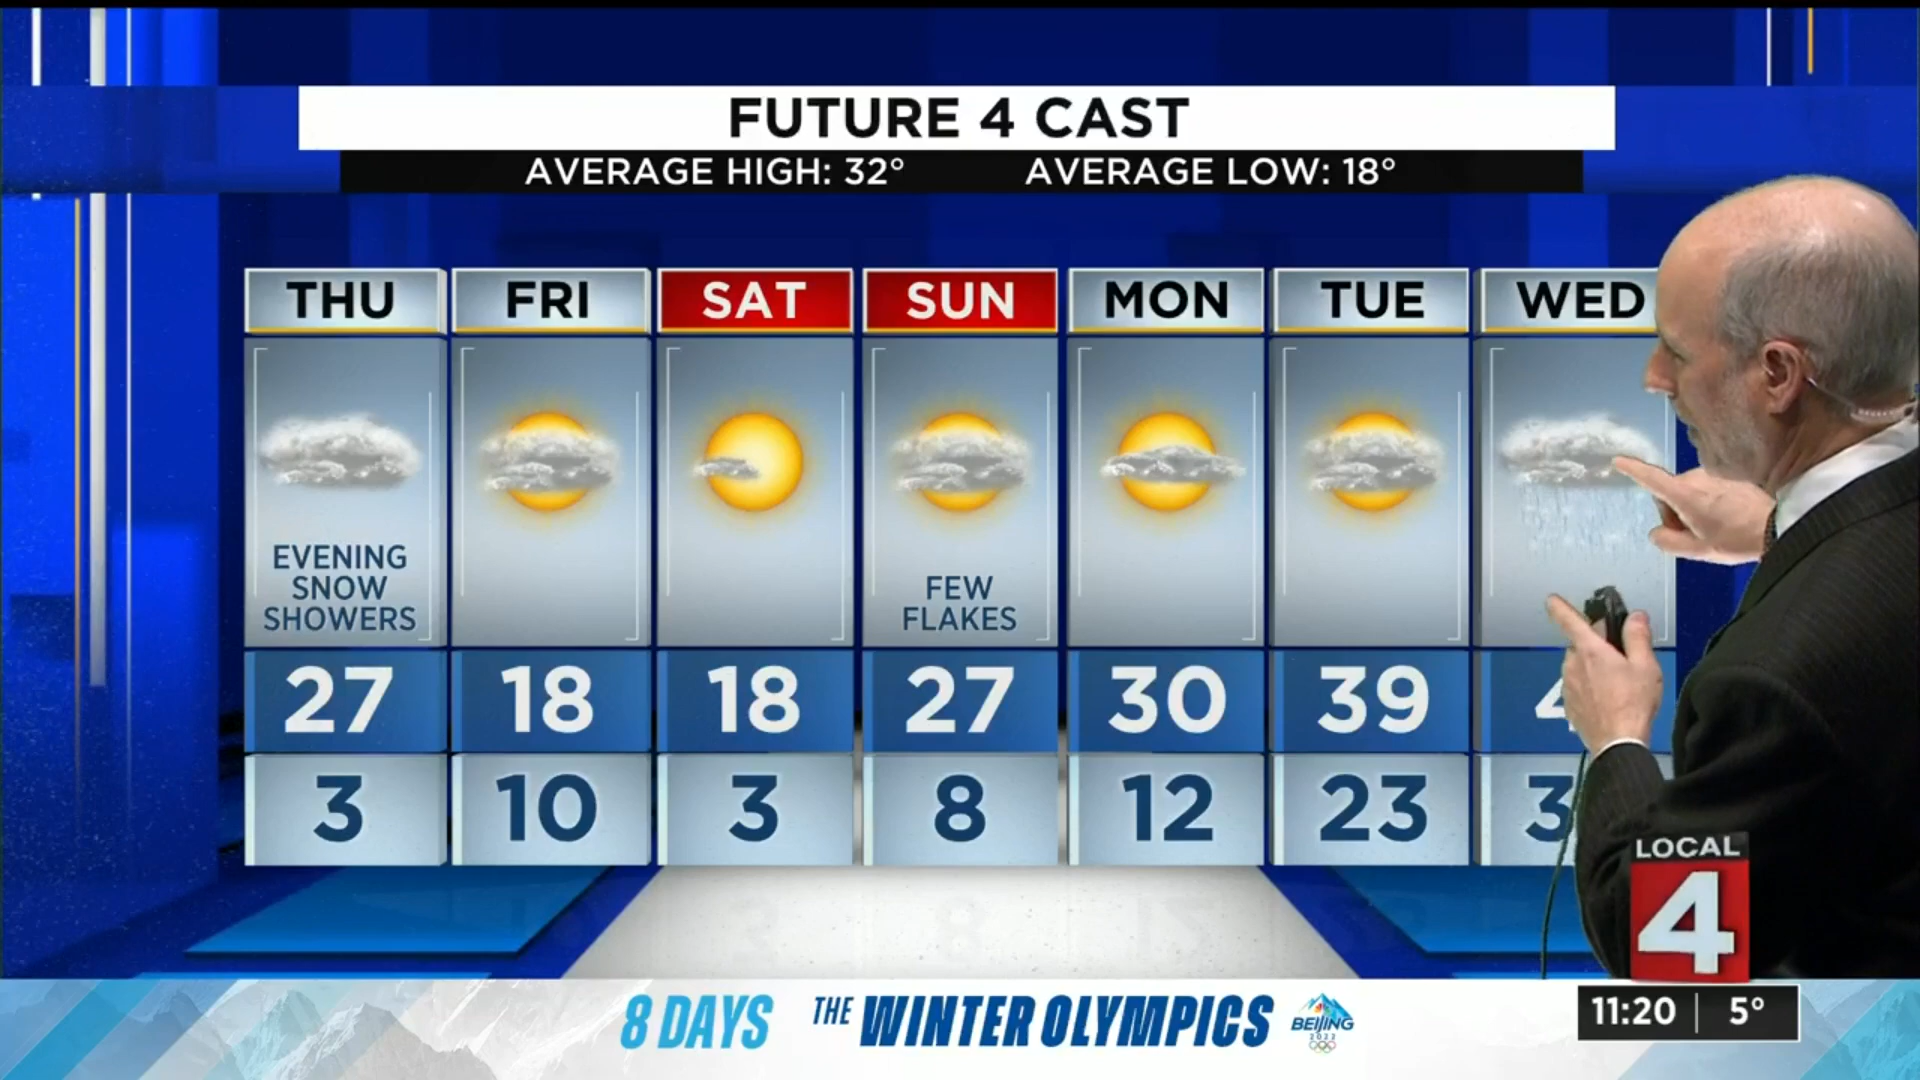 FUTURE 4 CAST
AVERAGE HIGH: 32° AVERAGE LOW: 18°
THU FRI SAT SUN MON TUE WED
EVENING
SNOW
SHOWERS
FEW
FLAKES
27 18 18 27 30 39 4
3 10 3 8 12 23 3
LOCAL
4
8 DAYS THE WINTER OLYMPICS BEIJING
2022
11:20 5°